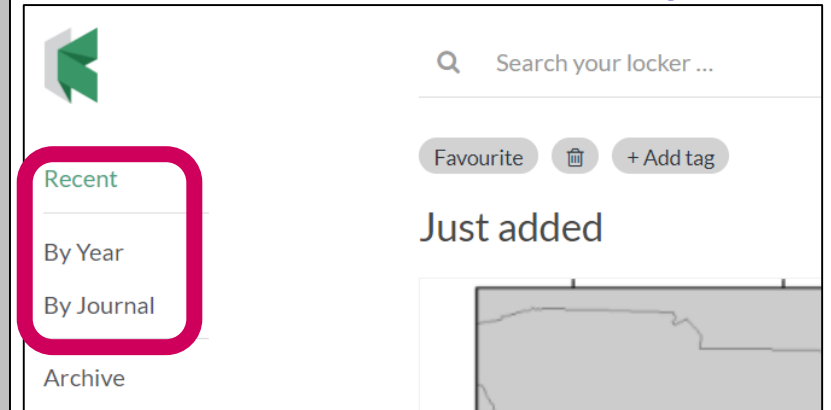 Search your locker ...
Recent
By Year
By Journal
Archive
Favourite
+ Add tag
Just added